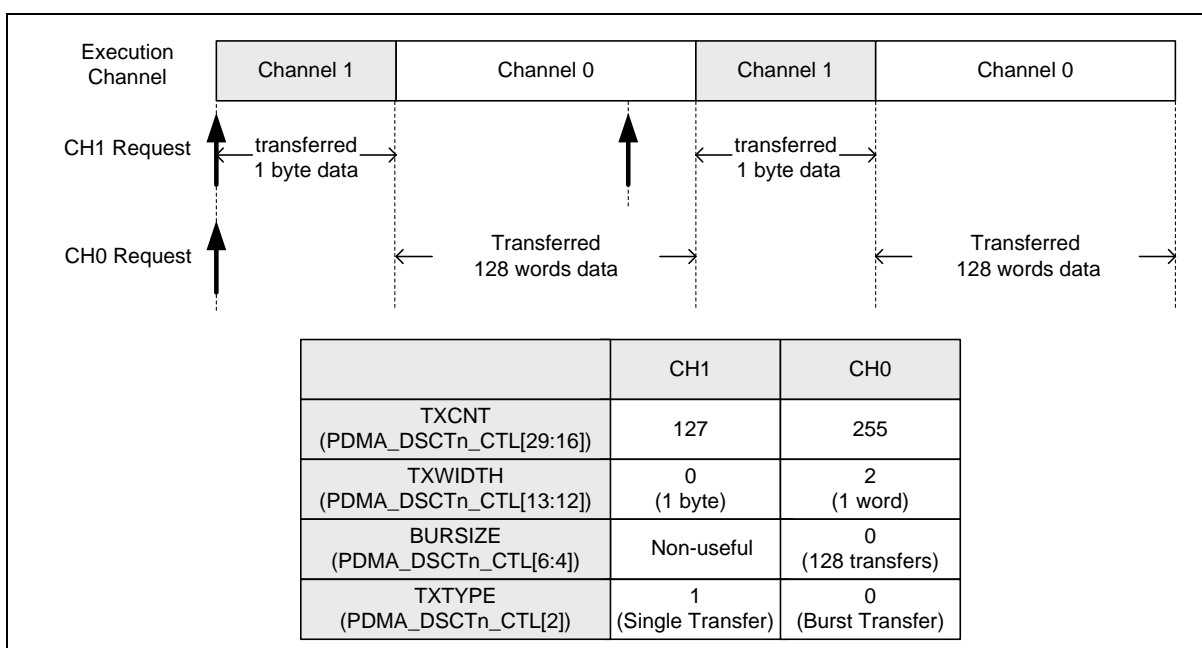 Execution
Channel
Channel 1
Channel 0
Channel 1
Channel 0
CH1 Request
transferred
1 byte data
transferred
1 byte data
CH0 Request
Transferred
128 words data
Transferred
128 words data
CH1
CH0
TXCNT
(PDMA_DSCTn_CTL[29:16])
127
255
TXWIDTH
(PDMA_DSCTn_CTL[13:12])
0
(1 byte)
2
(1 word)
BURSIZE
(PDMA_DSCTn_CTL[6:4])
Non-useful
0
(128 transfers)
TXTYPE
(PDMA_DSCTn_CTL[2])
1
(Single Transfer)
0
(Burst Transfer)